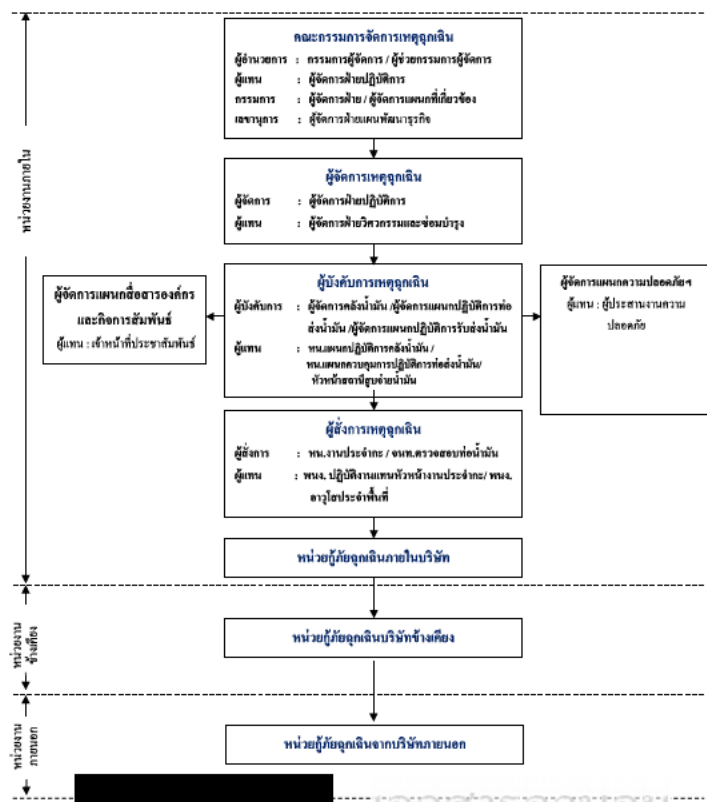 คณะกรรมการจัดการเหตุฉุกเฉิน
ผู้อำนวยการ : กรรมการผู้จัดการ / ผู้ช่วยกรรมการผู้จัดการ
ผู้แทน : ผู้จัดการฝ่ายปฏิบัติการ
กรรมการ : ผู้จัดการฝ่าย / ผู้จัดการแผนกที่เกี่ยวข้อง
เลขานุการ : ผู้จัดการฝ่ายแผนพัฒนาธุรกิจ
หน่วยงานภายใน
ผู้จัดการเหตุฉุกเฉิน
ผู้จัดการ : ผู้จัดการฝ่ายปฏิบัติการ
ผู้แทน : ผู้จัดการฝ่ายวิศวกรรมและซ่อมบำรุง
ผู้จัดการแผนกสื่อสารองค์กร
และกิจการสัมพันธ์
ผู้แทน : เจ้าหน้าที่ประชาสัมพันธ์
ผู้บังคับการเหตุฉุกเฉิน
ผู้บังคับการ : ผู้จัดการคลังน้ำมัน /ผู้จัดการแผนกปฏิบัติการท่อ
ส่งน้ำมัน /ผู้จัดการแผนกปฏิบัติการรับส่งน้ำมัน
ผู้แทน : หน.แผนกปฏิบัติการคลังน้ำมัน /
หน.แผนกควบคุมการปฏิบัติการท่อส่งน้ำมัน/
หัวหน้าสถานีสูบจ่ายน้ำมัน
ผู้จัดการแผนกความปลอดภัยฯ
ผู้แทน : ผู้ประสานงานความ
ปลอดภัย
ผู้สั่งการเหตุฉุกเฉิน
ผู้สั่งการ : หน.งานประจำกะ / จนท.ตรวจสอบท่อน้ำมัน
ผู้แทน : พนง. ปฏิบัติงานแทนหัวหน้างานประจำกะ/ พนง.
อาวุโสประจำพื้นที่
หน่วยกู้ภัยฉุกเฉินภายในบริษัท
หน่วยงาน
ข้างเคียง
หน่วยกู้ภัยฉุกเฉินบริษัทข้างเคียง
หน่วยงาน
ภายนอก
หน่วยกู้ภัยฉุกเฉินจากบริษัทภายนอก